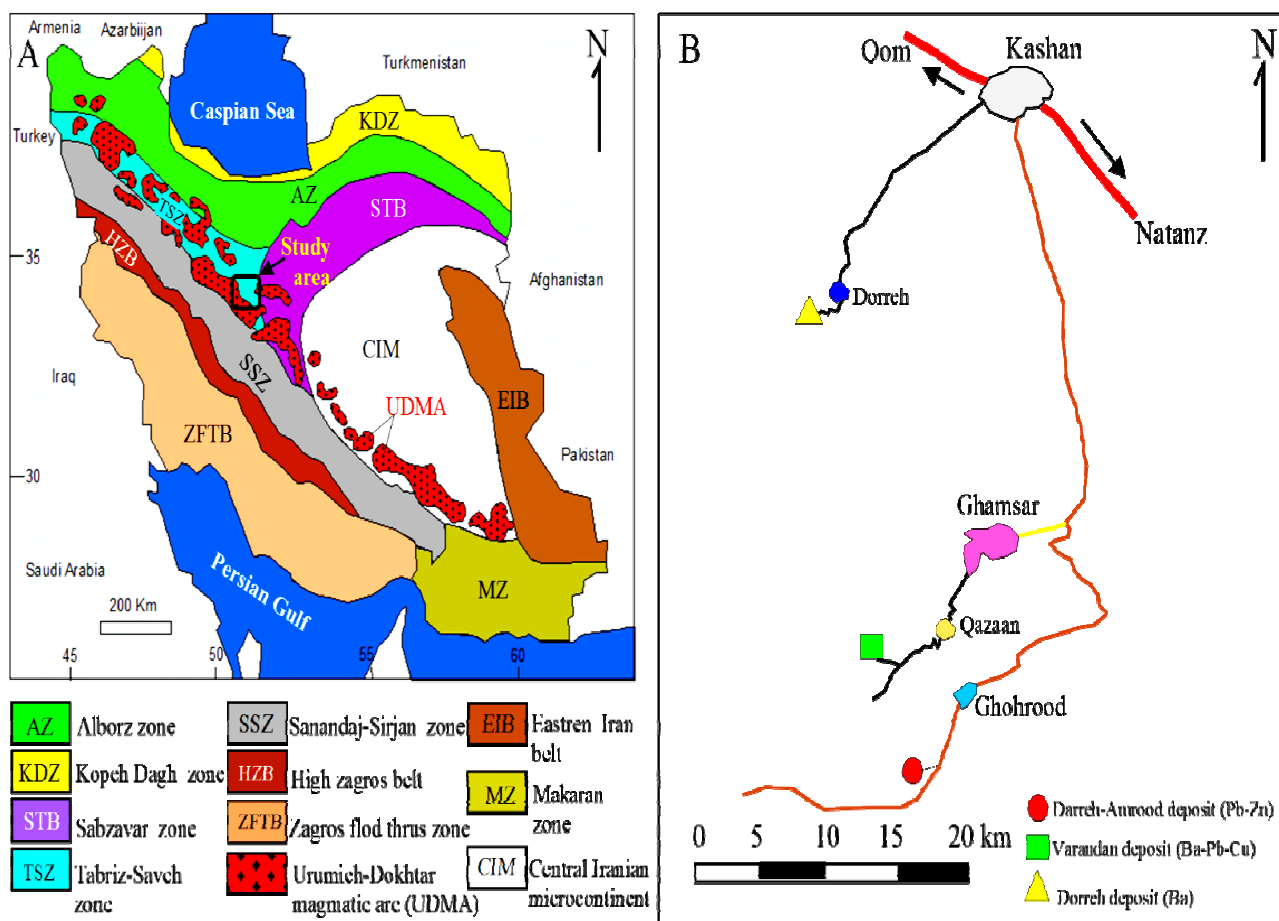 A
N
Armenia
Azarbiijan
Turkmenistan
Caspian Sea
KDZ
Turkey
AZ
TSZ
STB
HZB
35
Study
area
Afghanistan
CIM
SSZ
Iraq
UDMA
EIB
ZFTB
Pakistan
30
Persian Gulf
Saudi Arabia
MZ
200 Km
45
50
55
60
AZ
Alborz zone
KDZ
Kopeh Dagh zone
STB
Sabzavar zone
TSZ
Tabriz-Saveh
zone
SSZ
Sanandaj-Sirjan zone
HZB
High zagros belt
ZFTB
Zagros flod thrus zone
Urumieh-Dokhtar
magmatic arc (UDMA)
EIB
Eastren Iran
belt
MZ
Makaran
zone
CIM
Central Iranian
microcontinent
B
N
Qom
Kashan
Natanz
Dorreh
Ghamsar
Qazaan
Ghohrood
0 5 10 20 km
Darreh-Amrood deposit (Pb-Zn)
Varandan deposit (Ba-Pb-Cu)
Dorreh deposit (Ba)